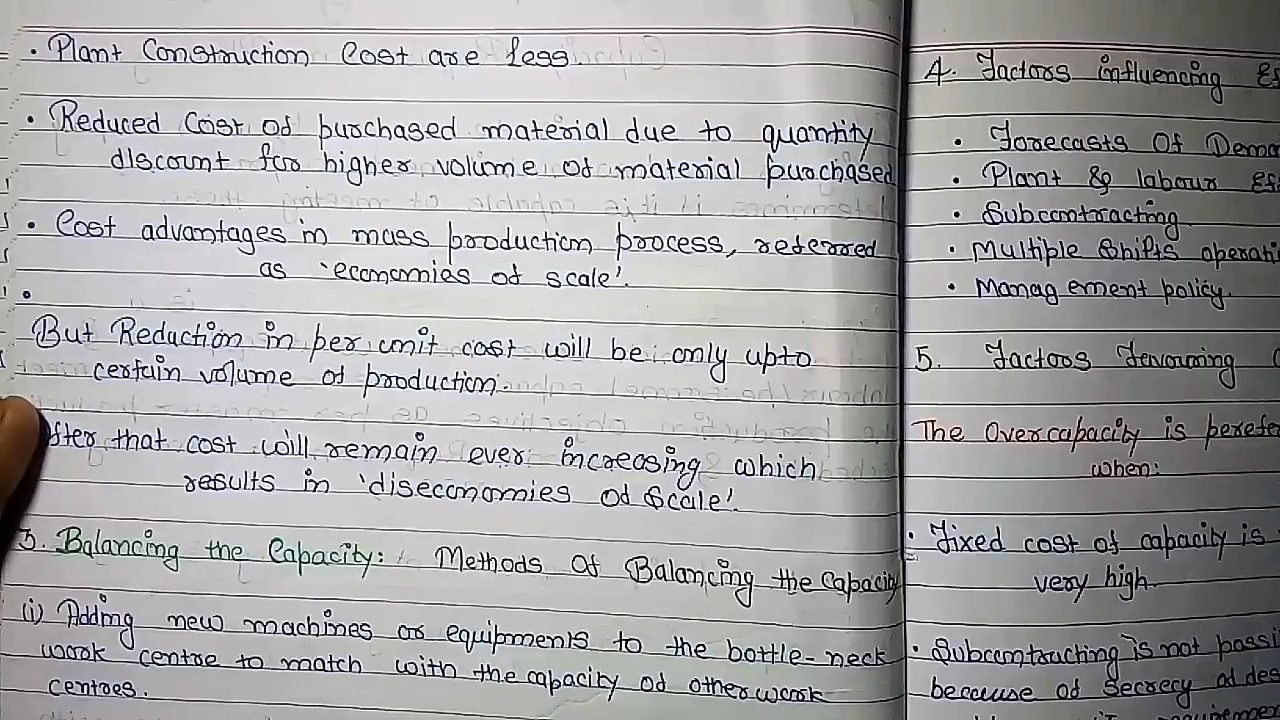 • Plant Construction Cost are less.
• Reduced Cost of purchased material due to quantity
discount for higher volume of material purchased
• Cost advantages in mass production process, referred
as 'economies of scale'.
•
But Reduction in per unit cost will be only upto
certain volume of production.
fter that cost will remain ever increasing which
results in 'diseconomies of scale'.
3. Balancing the Capacity: Methods of Balancing the Capacity
(i) Adding new machines or equipments to the bottle-neck
work centre to match with the capacity of other work
centres.
4. Factors influencing
• Forecasts Of
• Plant & labour
• Subcontracting
• Multiple Shifts
• Management policy.
5. Factors Favouring
The Overcapacity is
when:
• Fixed cost of capacity is
very high.
• Subcontracting is not
because of Secrecy